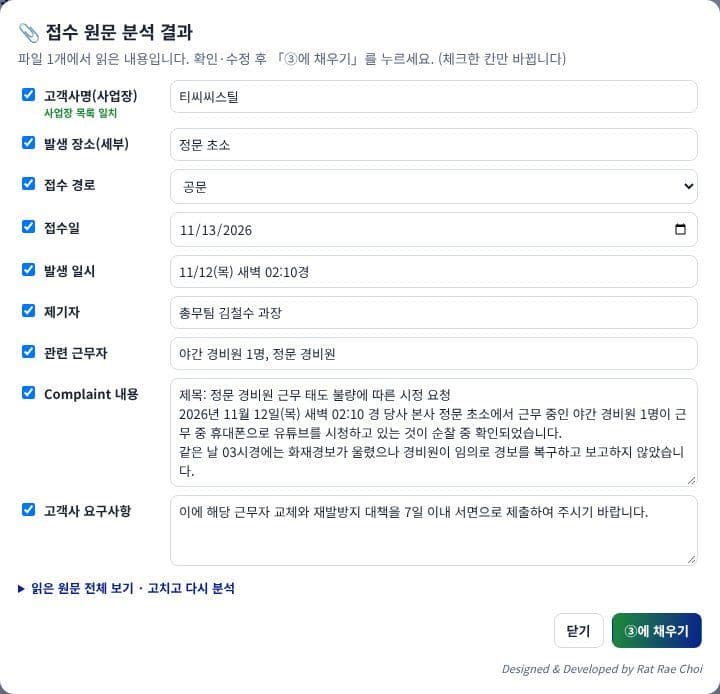 📎 접수 원문 분석 결과
파일 1개에서 읽은 내용입니다. 확인·수정 후 「③에 채우기」를 누르세요. (체크한 칸만 바뀝니다)
고객사명(사업장) 티씨씨스틸
사업장 목록 일치
발생 장소(세부) 정문 초소
접수 경로 공문
접수일 11/13/2026
발생 일시 11/12(목) 새벽 02:10경
제기자 총무팀 김철수 과장
관련 근무자 야간 경비원 1명, 정문 경비원
Complaint 내용 제목: 정문 경비원 근무 태도 불량에 따른 시정 요청
2026년 11월 12일(목) 새벽 02:10 경 당사 본사 정문 초소에서 근무 중인 야간 경비원 1명이 근
무 중 휴대폰으로 유튜브를 시청하고 있는 것이 순찰 중 확인되었습니다.
같은 날 03시경에는 화재경보가 울렸으나 경비원이 임의로 경보를 복구하고 보고하지 않았습니
다.
고객사 요구사항 이에 해당 근무자 교체와 재발방지 대책을 7일 이내 서면으로 제출하여 주시기 바랍니다.
▶ 읽은 원문 전체 보기 · 고치고 다시 분석
닫기 ③에 채우기
Designed & Developed by Rat Rae Choi